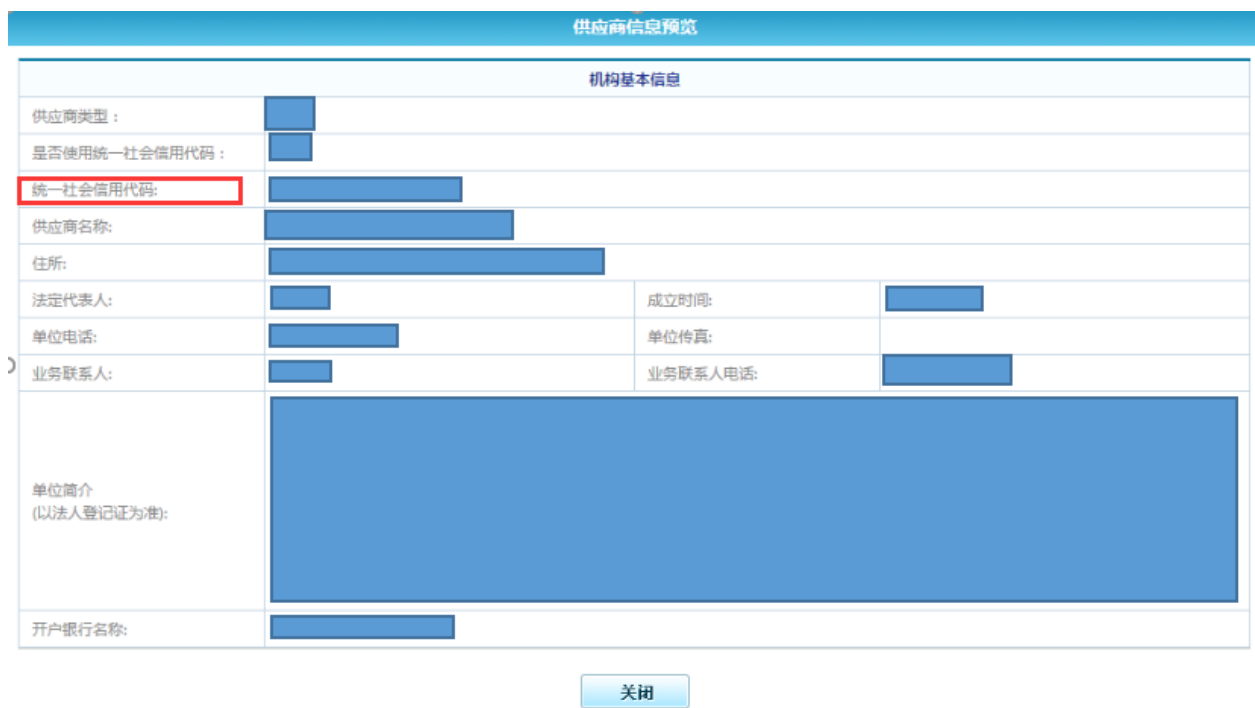 供应商信息预览
机构基本信息
供应商类型：
是否使用统一社会信用代码：
统一社会信用代码:
供应商名称:
住所:
法定代表人:
成立时间:
单位电话:
单位传真:
业务联系人:
业务联系人电话:
单位简介
(以法人登记证为准):
开户银行名称:
关闭